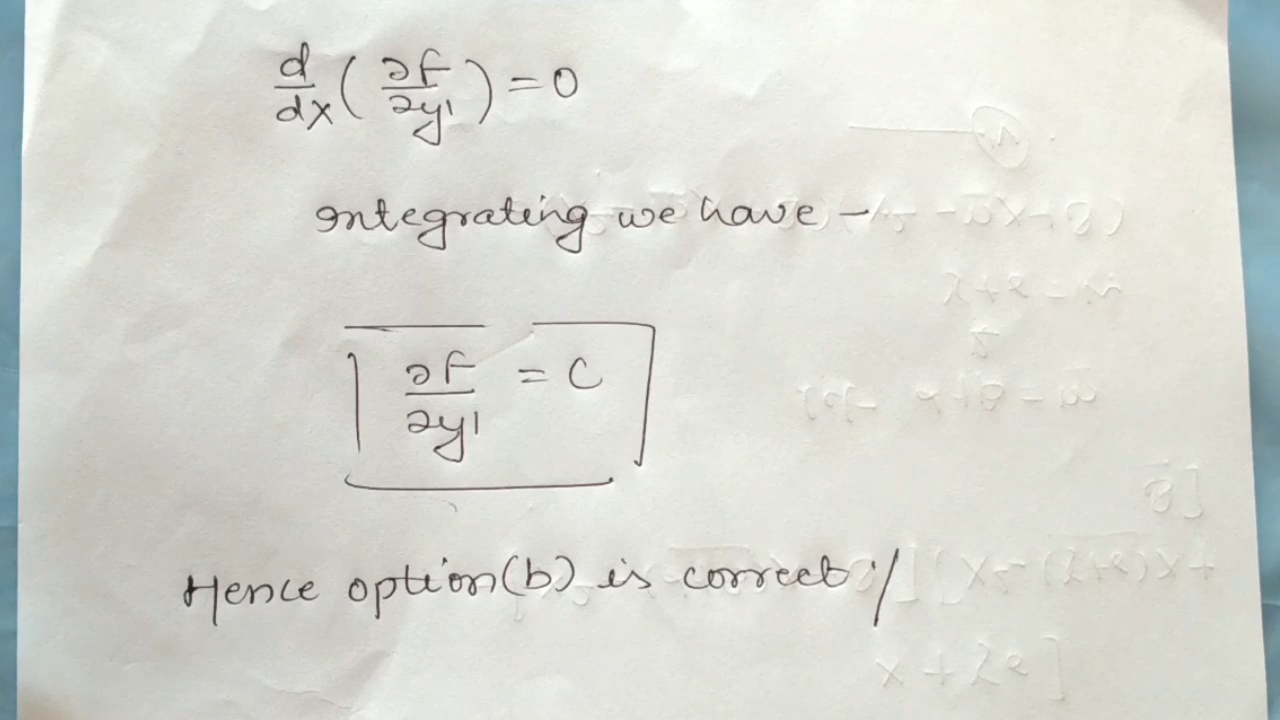 d/dx ( ∂f/∂y' ) = 0
Integrating we have -
∂f/∂y' = C
Hence option (b) is correct //